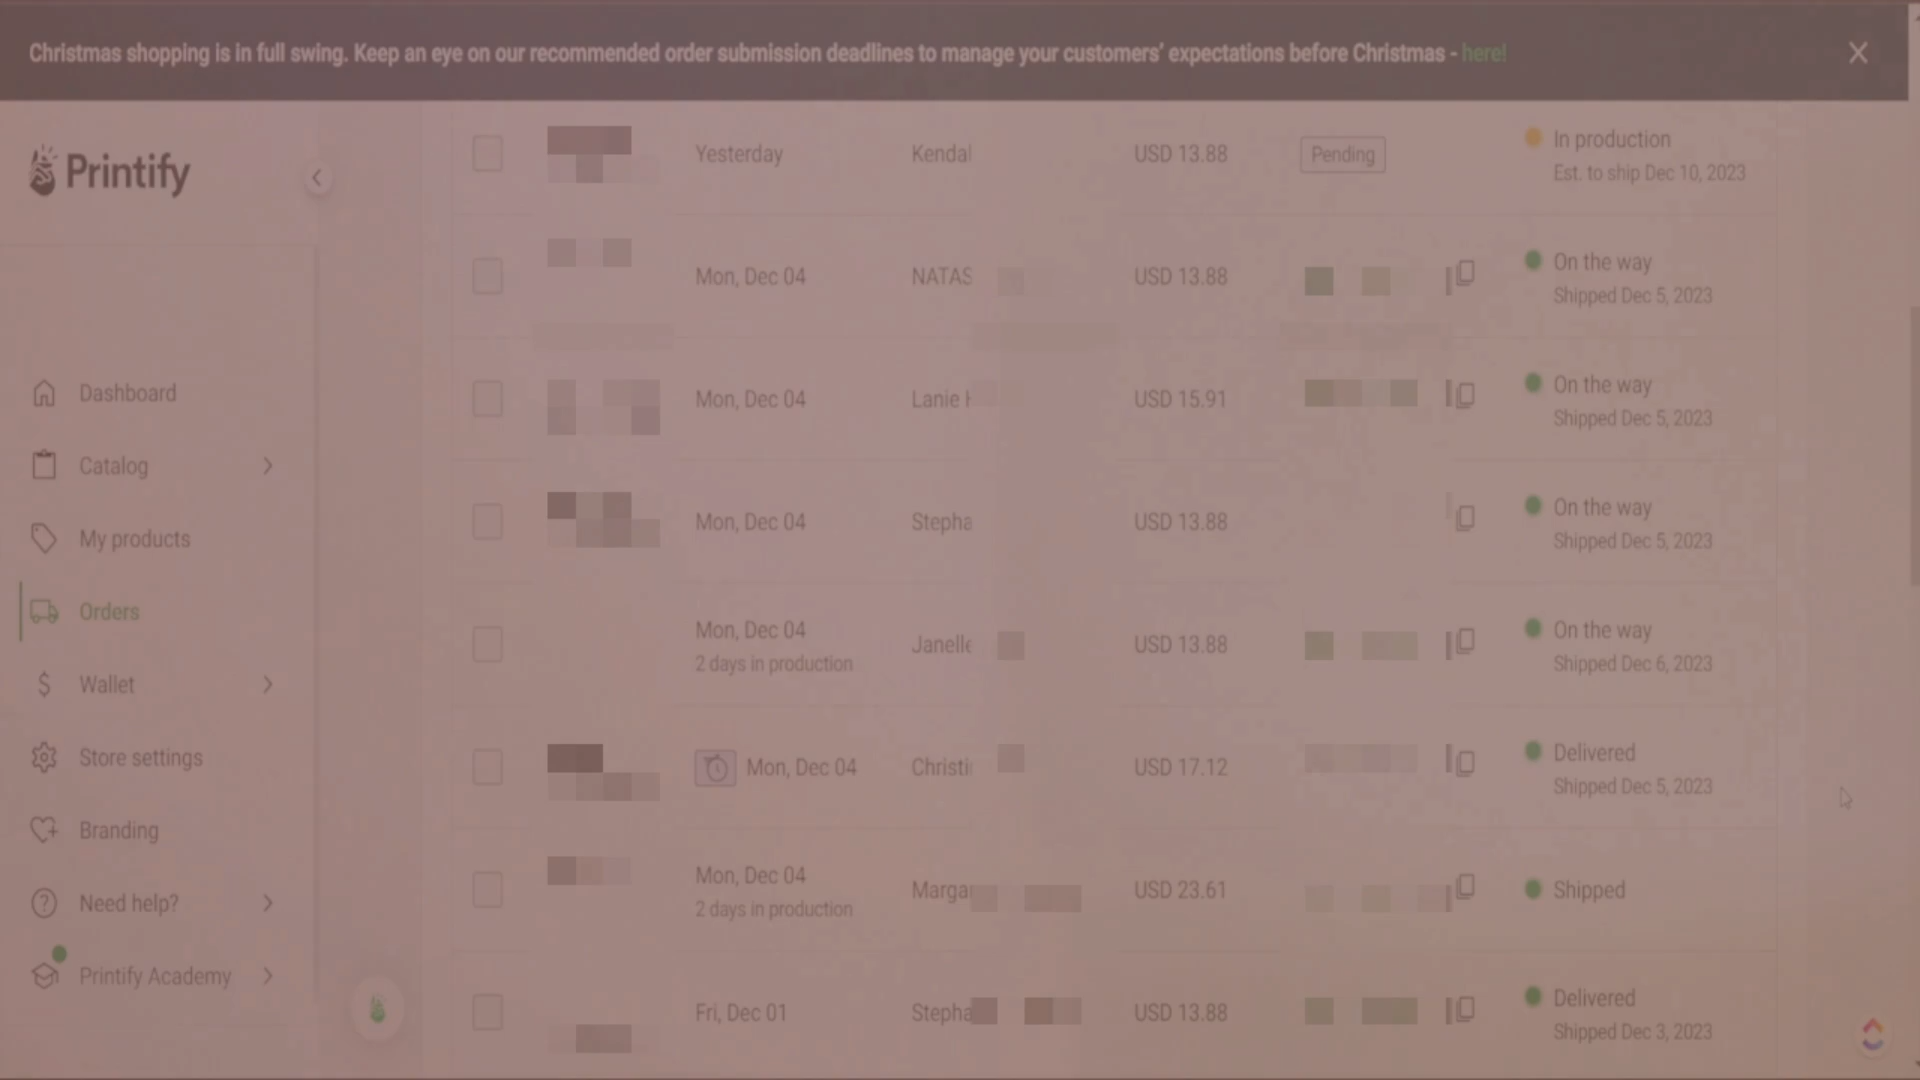 Christmas shopping is in full swing. Keep an eye on our recommended order submission deadlines to manage your customers' expectations before Christmas - here!
Printify
Dashboard
Catalog
My products
Orders
Wallet
Store settings
Branding
Need help?
Printify Academy
Yesterday Kendal USD 13.88 Pending In production
Est. to ship Dec 10, 2023
Mon, Dec 04 NATAS USD 13.88 On the way
Shipped Dec 5, 2023
Mon, Dec 04 Lanie USD 15.91 On the way
Shipped Dec 5, 2023
Mon, Dec 04 Stepha USD 13.88 On the way
Shipped Dec 5, 2023
Mon, Dec 04 Janelle USD 13.88 On the way
2 days in production Shipped Dec 6, 2023
Mon, Dec 04 Christi USD 17.12 Delivered
Shipped Dec 5, 2023
Mon, Dec 04 Margar USD 23.61 Shipped
2 days in production
Fri, Dec 01 Stepha USD 13.88 Delivered
Shipped Dec 3, 2023